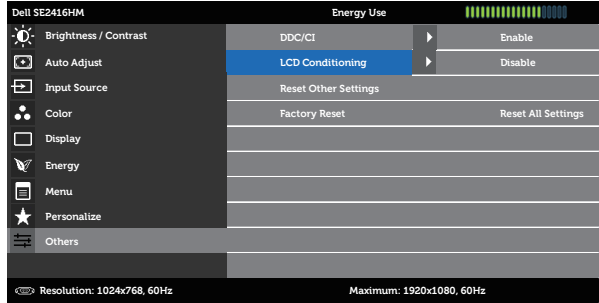 Dell SE2416HM Energy Use
Brightness / Contrast DDC/CI Enable
Auto Adjust LCD Conditioning Disable
Input Source Reset Other Settings
Color Factory Reset Reset All Settings
Display
Energy
Menu
Personalize
Others
Resolution: 1024x768, 60Hz Maximum: 1920x1080, 60Hz